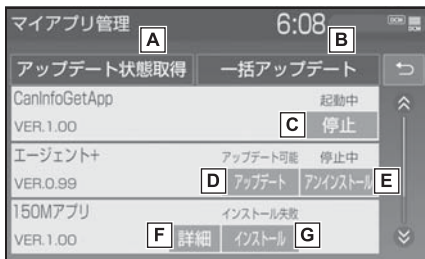 マイアプリ管理 6:08 DCM
A B
アップデート状態取得 一括アップデート
CanInfoGetApp 起動中
VER.1.00 C 停止
エージェント+ アップデート可能 停止中
VER.0.99 D アップデート アンインストール E
150Mアプリ インストール失敗
VER.1.00 F 詳細 インストール G